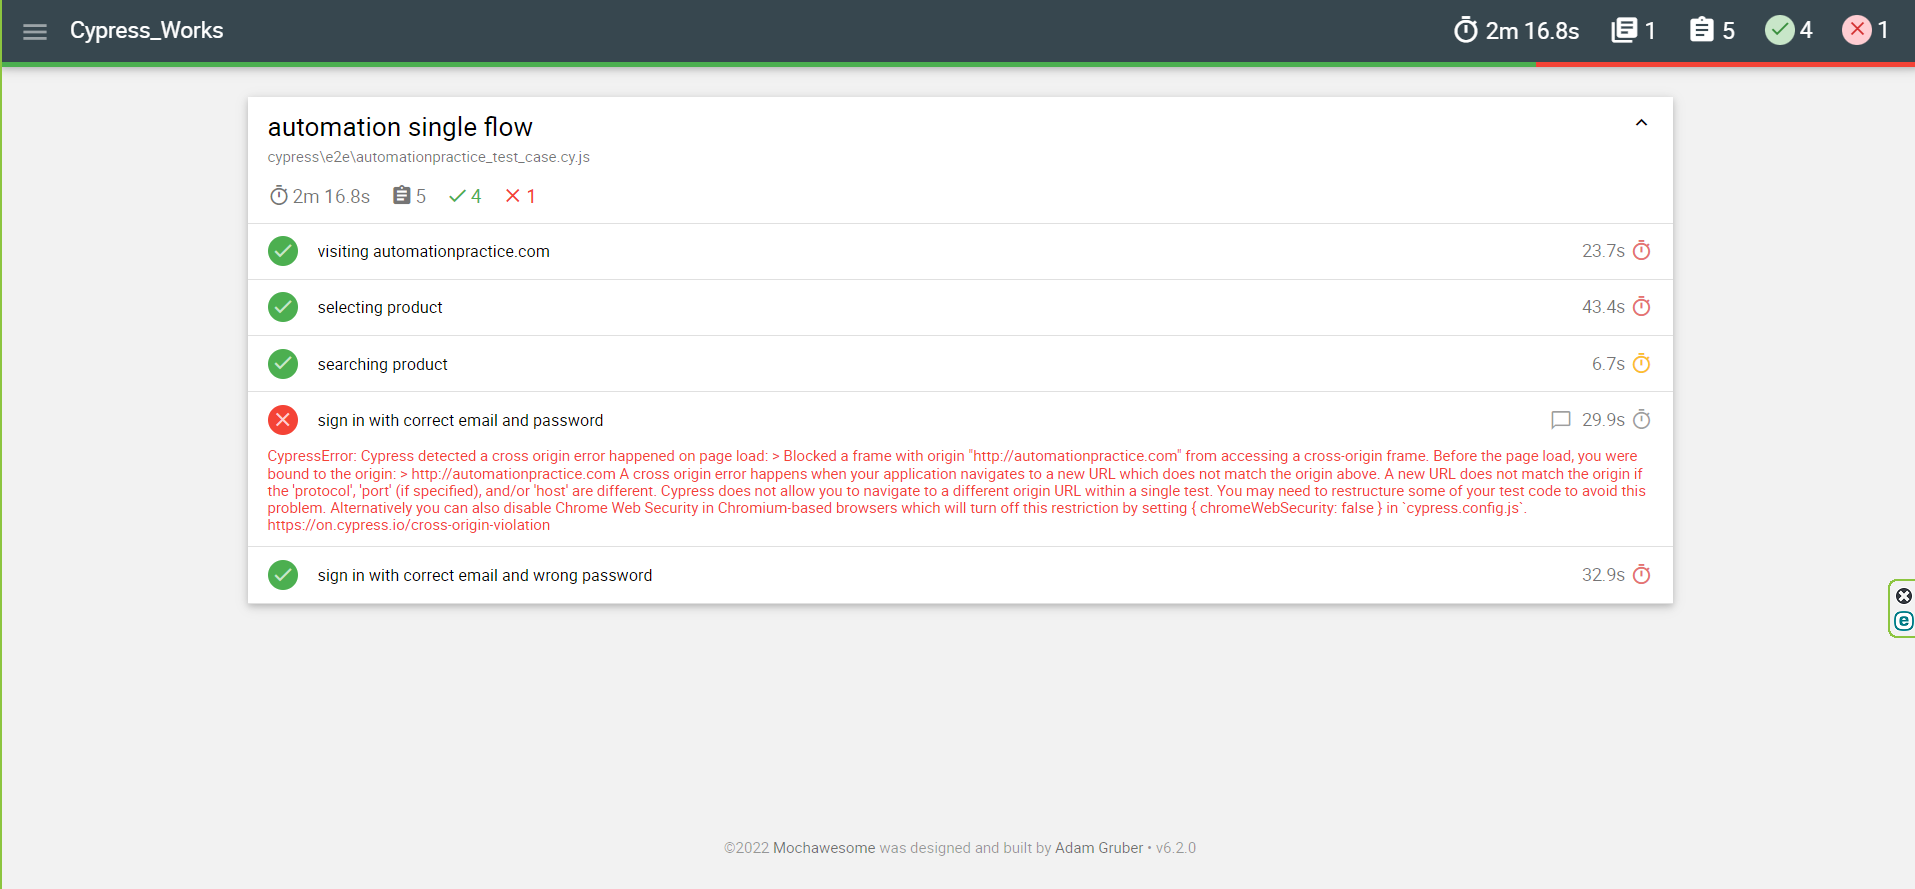 Cypress_Works
2m 16.8s 1 5 4 1
automation single flow
cypress\e2e\automationpractice_test_case.cy.js
2m 16.8s 5 4 1
visiting automationpractice.com 23.7s
selecting product 43.4s
searching product 6.7s
sign in with correct email and password 29.9s
CypressError: Cypress detected a cross origin error happened on page load: > Blocked a frame with origin "http://automationpractice.com" from accessing a cross-origin frame. Before the page load, you were
bound to the origin: > http://automationpractice.com A cross origin error happens when your application navigates to a new URL which does not match the origin above. A new URL does not match the origin if
the 'protocol', 'port' (if specified), and/or 'host' are different. Cypress does not allow you to navigate to a different origin URL within a single test. You may need to restructure some of your test code to avoid this
problem. Alternatively you can also disable Chrome Web Security in Chromium-based browsers which will turn off this restriction by setting { chromeWebSecurity: false } in `cypress.config.js`.
https://on.cypress.io/cross-origin-violation
sign in with correct email and wrong password 32.9s
e
©2022 Mochawesome was designed and built by Adam Gruber • v6.2.0